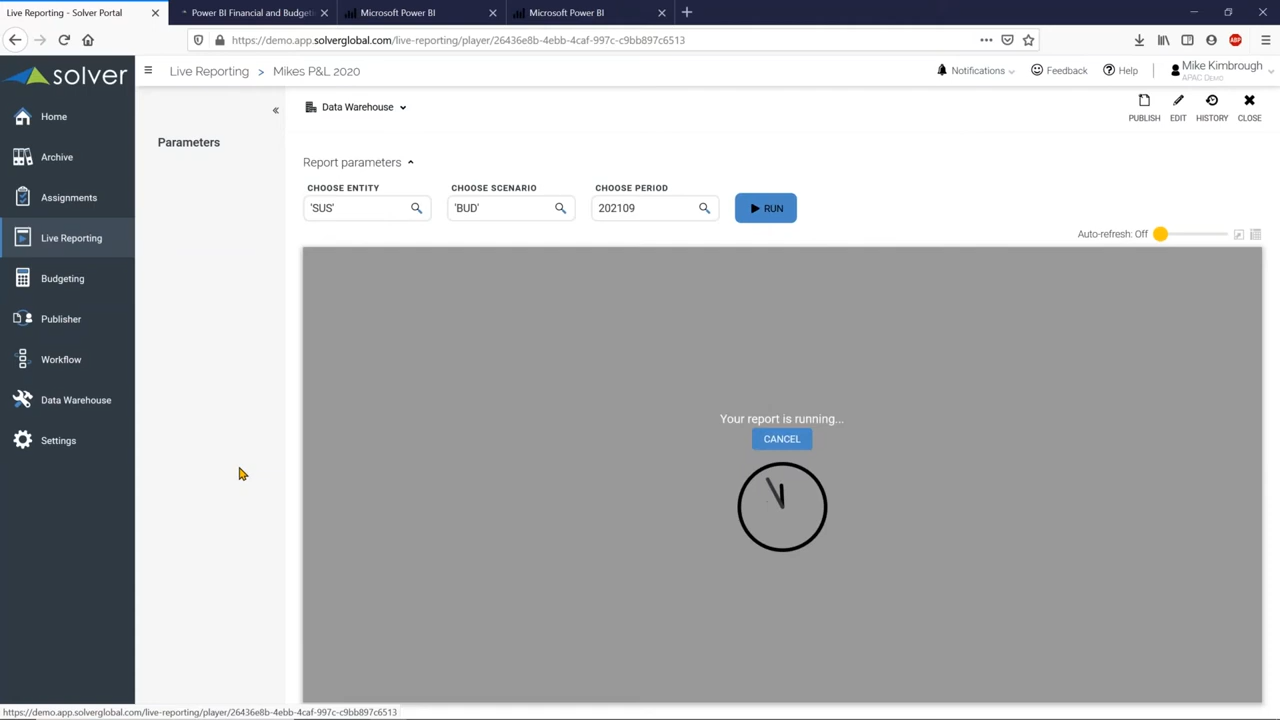 Live Reporting - Solver Portal
Power BI Financial and Budget
Microsoft Power BI
Microsoft Power BI
https://demo.app.solverglobal.com/live-reporting/player/26436e8b-4ebb-4caf-997c-c9bb897c6513
ABP
solver
Live Reporting > Mikes P&L 2020
Notifications
Feedback
Help
Mike Kimbrough
APAC Demo
Home
Archive
Assignments
Live Reporting
Budgeting
Publisher
Workflow
Data Warehouse
Settings
Parameters
Data Warehouse
PUBLISH
EDIT
HISTORY
CLOSE
Report parameters
CHOOSE ENTITY
CHOOSE SCENARIO
CHOOSE PERIOD
'SUS'
'BUD'
202109
RUN
Auto-refresh: Off
Your report is running...
CANCEL
https://demo.app.solverglobal.com/live-reporting/player/26436e8b-4ebb-4caf-997c-c9bb897c6513